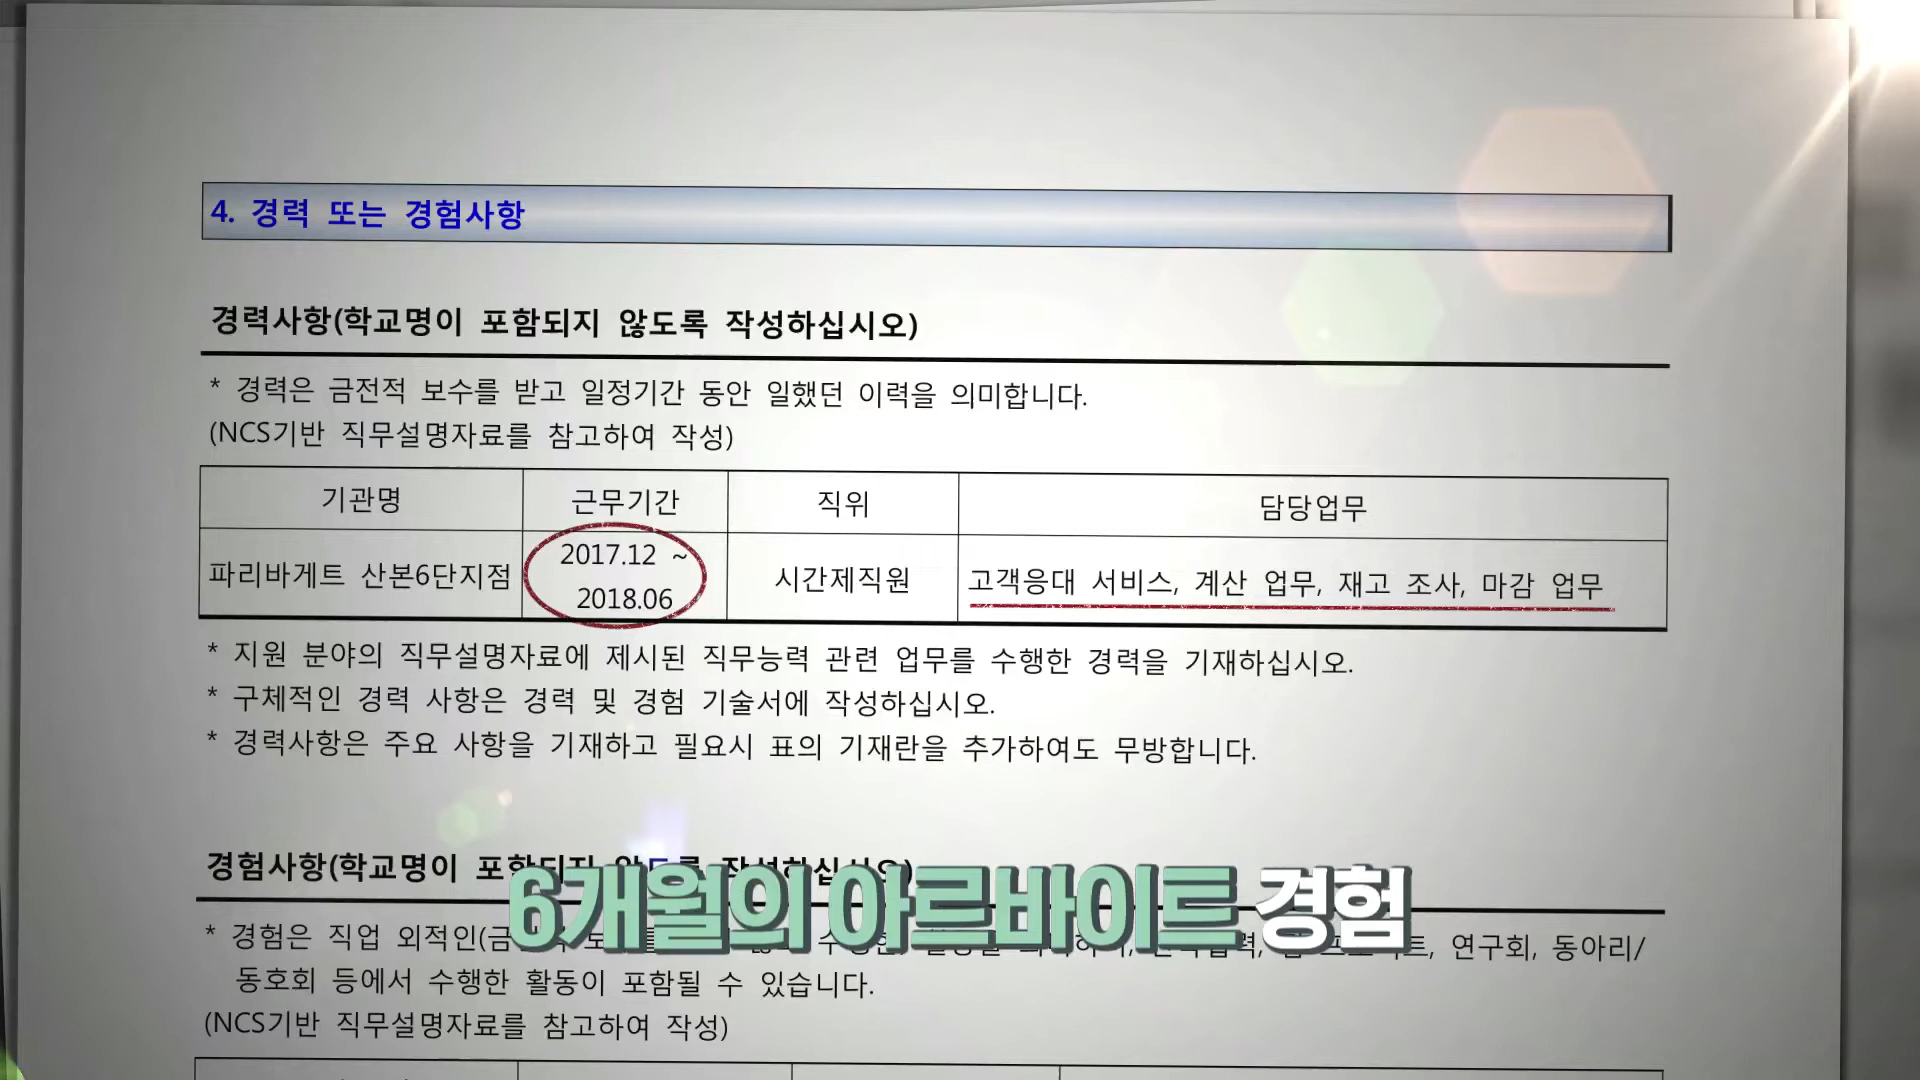 4. 경력 또는 경험사항
경력사항(학교명이 포함되지 않도록 작성하십시오)
* 경력은 금전적 보수를 받고 일정기간 동안 일했던 이력을 의미합니다.
(NCS기반 직무설명자료를 참고하여 작성)
기관명 근무기간 직위 담당업무
파리바게트 산본6단지점 2017.12 ~ 2018.06 시간제직원 고객응대 서비스, 계산 업무, 재고 조사, 마감 업무
* 지원 분야의 직무설명자료에 제시된 직무능력 관련 업무를 수행한 경력을 기재하십시오.
* 구체적인 경력 사항은 경력 및 경험 기술서에 작성하십시오.
* 경력사항은 주요 사항을 기재하고 필요시 표의 기재란을 추가하여도 무방합니다.
경험사항(학교명이 포함되지 않도록 작성하십시오)
6개월의 아르바이트 경험
* 경험은 직업 외적인 연구회, 동아리/
동호회 등에서 수행한 활동이 포함될 수 있습니다.
(NCS기반 직무설명자료를 참고하여 작성)